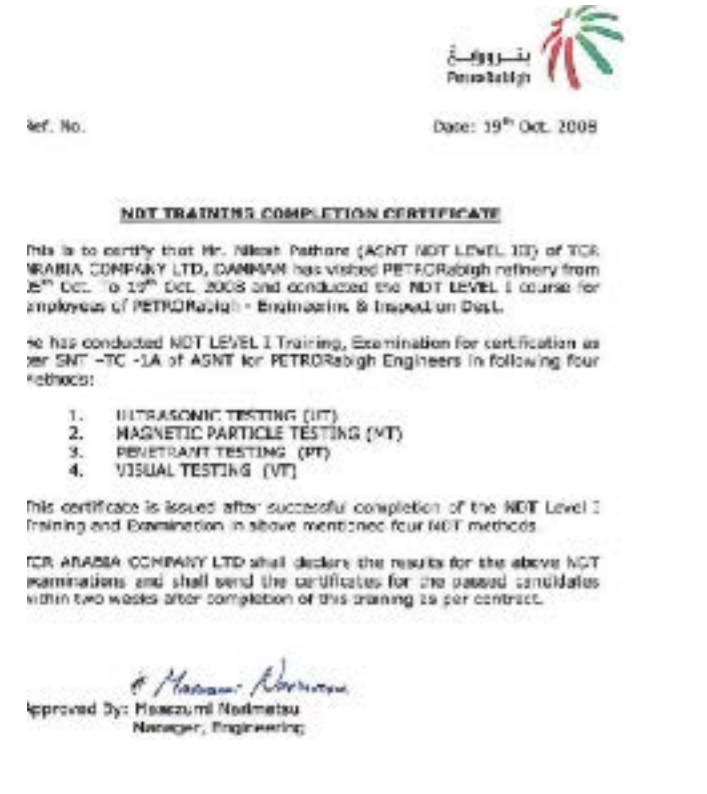 بترورابغ
PetroRabigh
Ref. No.
Date: 19th Oct. 2008
NDT TRAINING COMPLETION CERTIFICATE
This is to certify that Mr. Nilesh Pathare (ASNT NDT LEVEL III) of TCR
ARABIA COMPANY LTD, DAMMAM has visited PETRORabigh refinery from
05th Oct. To 19th Oct. 2008 and conducted the NDT LEVEL I course for
employees of PETRORabigh - Engineering & Inspection Dept.
He has conducted NDT LEVEL I Training, Examination for certification as
per SNT -TC -1A of ASNT for PETRORabigh Engineers in following four
Methods:
1. ULTRASONIC TESTING (UT)
2. MAGNETIC PARTICLE TESTING (MT)
3. PENETRANT TESTING (PT)
4. VISUAL TESTING (VT)
This certificate is issued after successful completion of the NDT Level I
Training and Examination in above mentioned four NDT methods
TCR ARABIA COMPANY LTD shall declare the results for the above NDT
examinations and shall send the certificates for the passed candidates
within two weeks after completion of this training as per contract.
Approved By: Narimatsu
Manager, Engineering